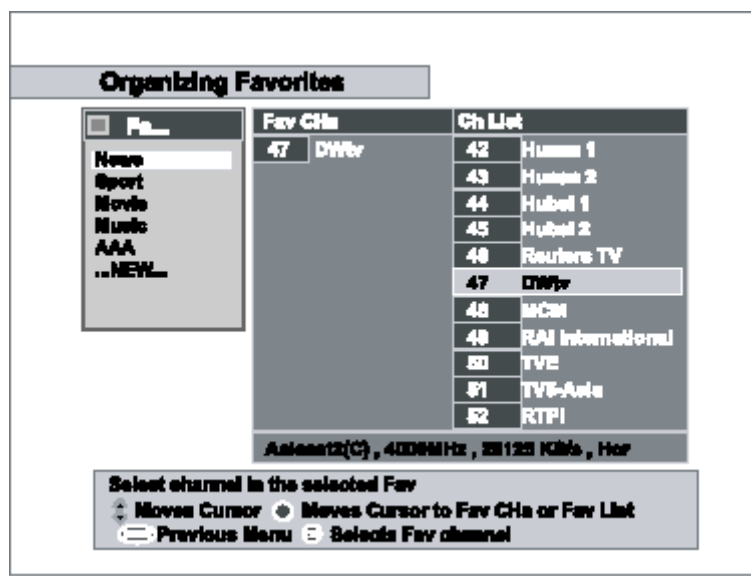 Organizing Favorites
Fa...
News
Sport
Movie
Music
AAA
...NEW...
Fav CHs
47 DWtv
Ch List
42 Hunan 1
43 Hunan 2
44 Hubei 1
45 Hubei 2
46 Reuters TV
47 DWtv
48 MCM
49 RAI International
50 TVE
51 TV5-Asia
52 RTPI
Asiasat2(C) , 4000MHz , 28125 KB/s , Hor
Select channel in the selected Fav
Moves Cursor Moves Cursor to Fav CHs or Fav List
Previous Menu Selects Fav channel